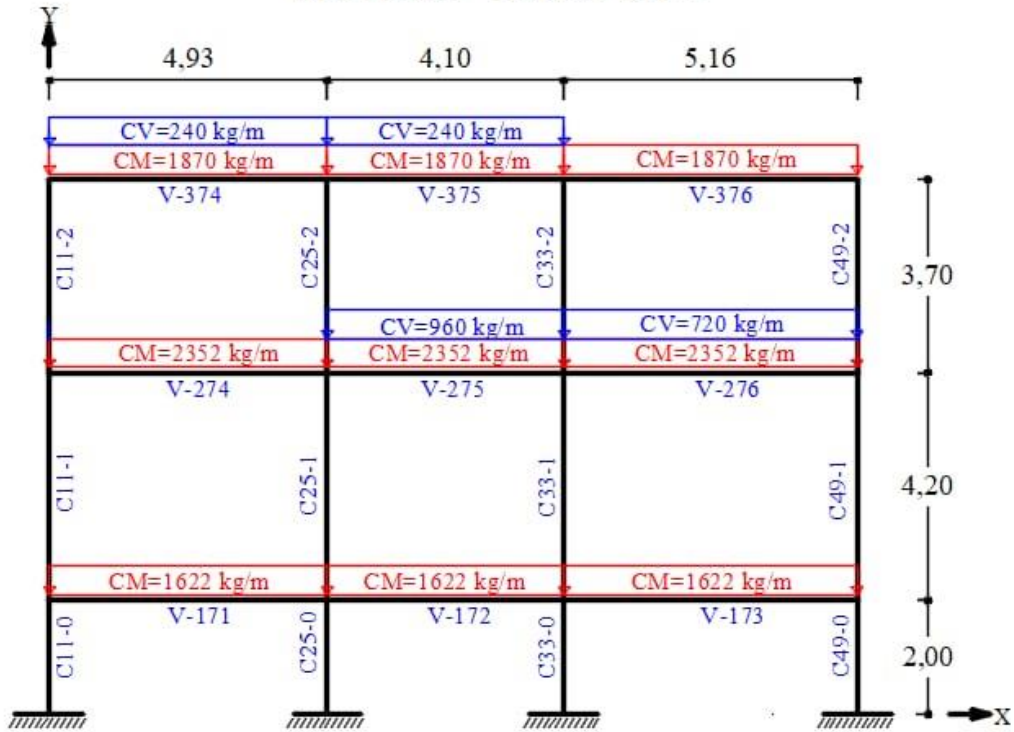 Y
4,93 4,10 5,16
CV=240 kg/m CV=240 kg/m
CM=1870 kg/m CM=1870 kg/m CM=1870 kg/m
V-374 V-375 V-376
C11-2 C25-2 C33-2 C49-2
3,70
CV=960 kg/m CV=720 kg/m
CM=2352 kg/m CM=2352 kg/m CM=2352 kg/m
V-274 V-275 V-276
C11-1 C25-1 C33-1 C49-1
4,20
CM=1622 kg/m CM=1622 kg/m CM=1622 kg/m
V-171 V-172 V-173
C11-0 C25-0 C33-0 C49-0
2,00
X